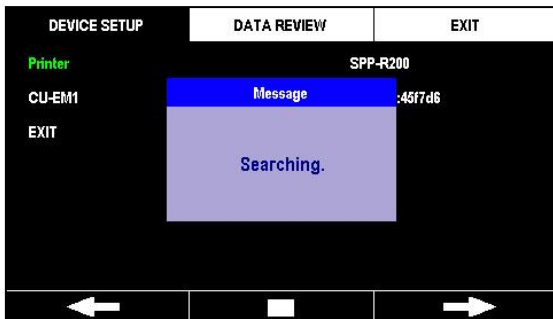 DEVICE SETUP DATA REVIEW EXIT
Printer SPP-R200
Message
CU-EM1 :45f7d6
EXIT
Searching.